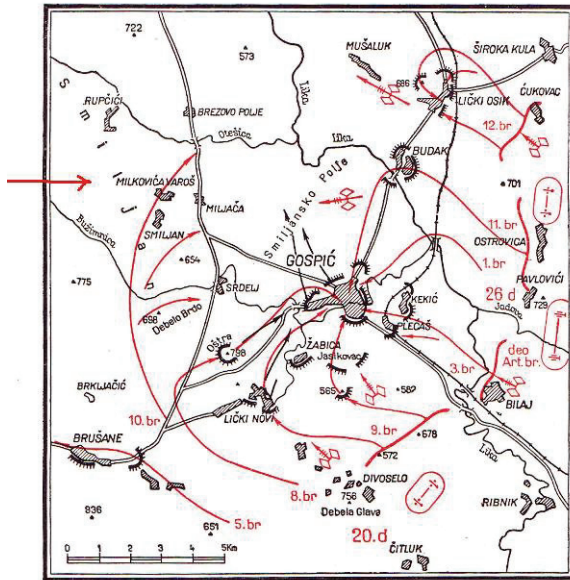 722
573
MUŠALUK
ŠIROKA KULA
686
ČUKOVAC
RUPČIĆI
Lika
LIČKI OSIK
BREZOVO POLJE
12.br
Otešica
Lika
BUDAK
Smiljansko Polje
701
MILKOVIĆA VAROŠ
MILJAČA
Smiljan
SMILJAN
11.br
OSTROVICA
Bužimnica
1.br
GOSPIĆ
654
PAVLOVIĆI
775
SRDELJ
KEKIĆ
26 d
729
Jadova
698
Debelo Brdo
PLEĆAŠ
Oštra
798
ŽABICA
Jasikovac
3.br
deo
Art.br.
BRKLJAČIĆ
565
582
BILAJ
10.br
LIČKI NOVI
9.br
678
BRUŠANE
572
Lika
8.br
DIVOSELO
756
Debela Glava
RIBNIK
836
5.br
651
20.d
ČITLUK
0 1 2 3 4 5Km